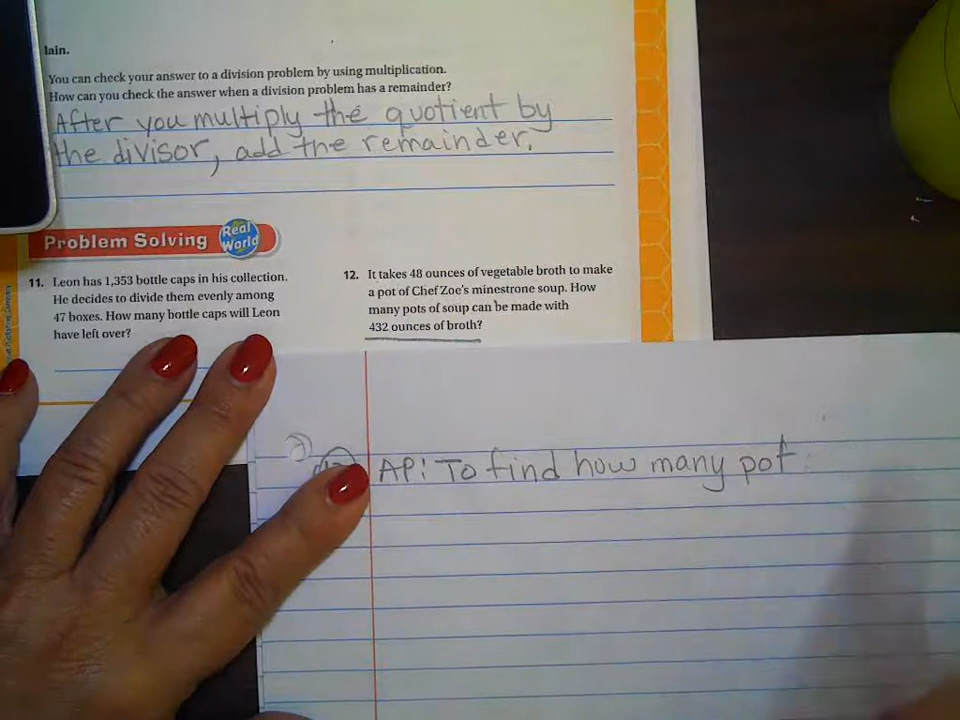 lain.
You can check your answer to a division problem by using multiplication.
How can you check the answer when a division problem has a remainder?
After you multiply the quotient by
the divisor, add the remainder.
Problem Solving Real World
11. Leon has 1,353 bottle caps in his collection.
He decides to divide them evenly among
47 boxes. How many bottle caps will Leon
have left over?
12. It takes 48 ounces of vegetable broth to make
a pot of Chef Zoe's minestrone soup. How
many pots of soup can be made with
432 ounces of broth?
AP: To find how many pot